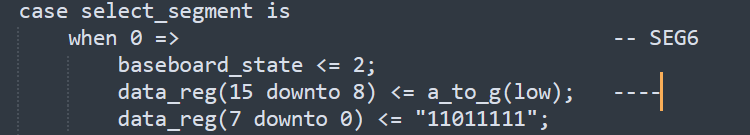 case select_segment is
when 0 => -- SEG6
baseboard_state <= 2;
data_reg(15 downto 8) <= a_to_g(low); ----
data_reg(7 downto 0) <= "11011111";